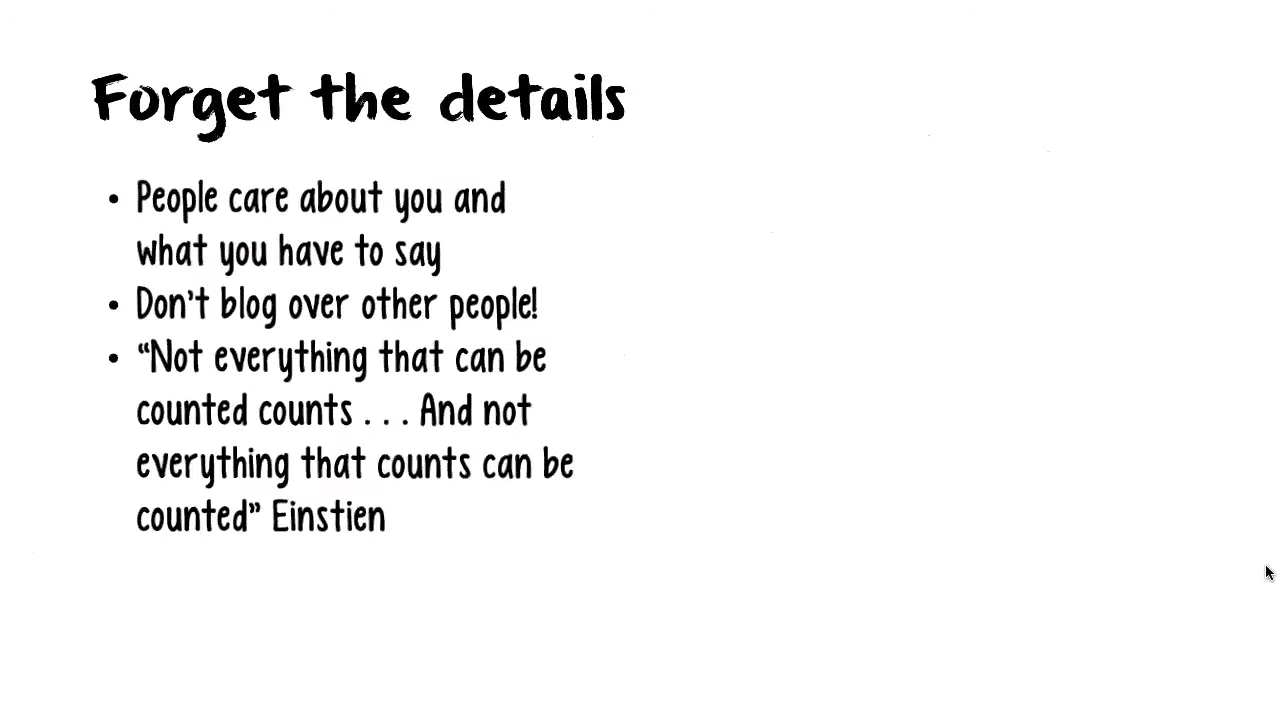 Forget the details
• People care about you and
what you have to say
• Don't blog over other people!
• “Not everything that can be
counted counts . . . And not
everything that counts can be
counted” Einstien